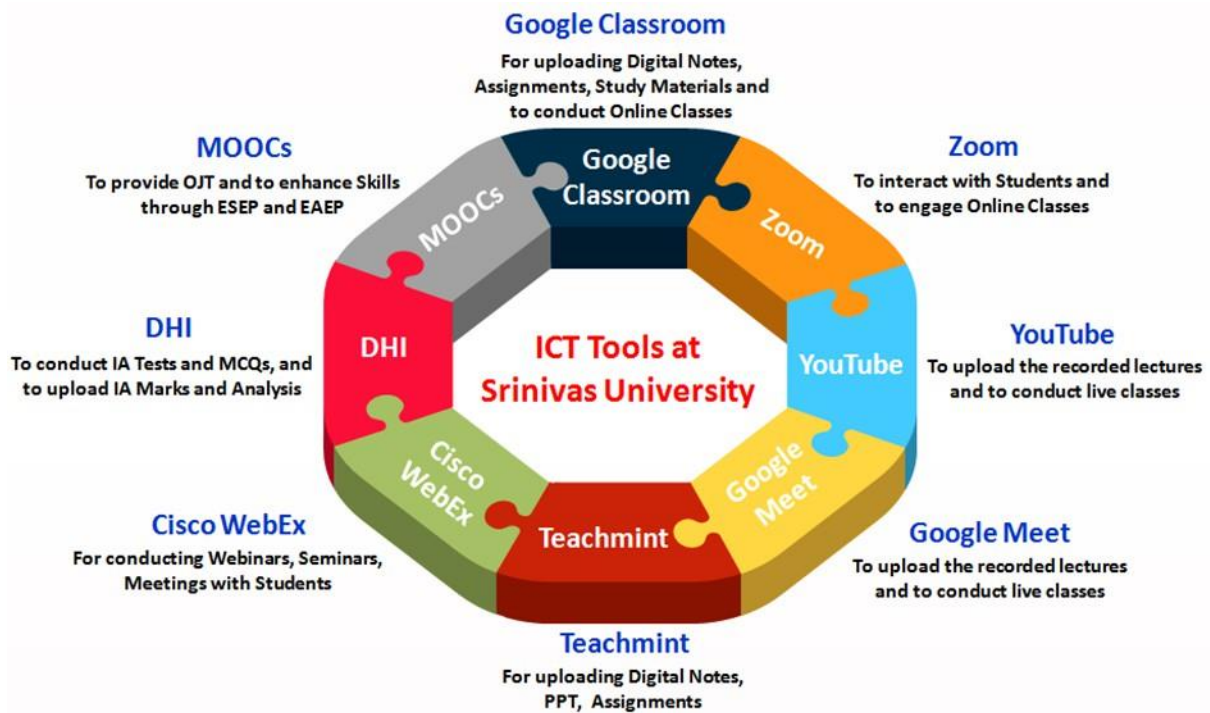 Google Classroom
For uploading Digital Notes,
Assignments, Study Materials and
to conduct Online Classes
MOOCs
To provide OJT and to enhance Skills
through ESEP and EAEP
Zoom
To interact with Students and
to engage Online Classes
Google
Classroom
MOOCs
Zoom
DHI
To conduct IA Tests and MCQs, and
to upload IA Marks and Analysis
DHI
ICT Tools at
Srinivas University
YouTube
YouTube
To upload the recorded lectures
and to conduct live classes
Cisco
WebEx
Teachmint
Google
Meet
Cisco WebEx
For conducting Webinars, Seminars,
Meetings with Students
Google Meet
To upload the recorded lectures
and to conduct live classes
Teachmint
For uploading Digital Notes,
PPT, Assignments